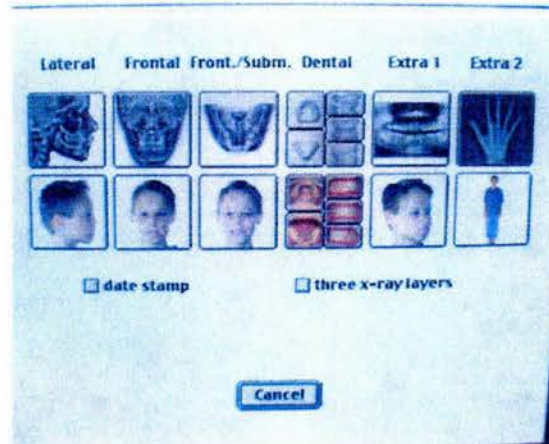 Lateral Frontal Front./Subm. Dental Extra 1 Extra 2
date stamp three x-ray layers
Cancel